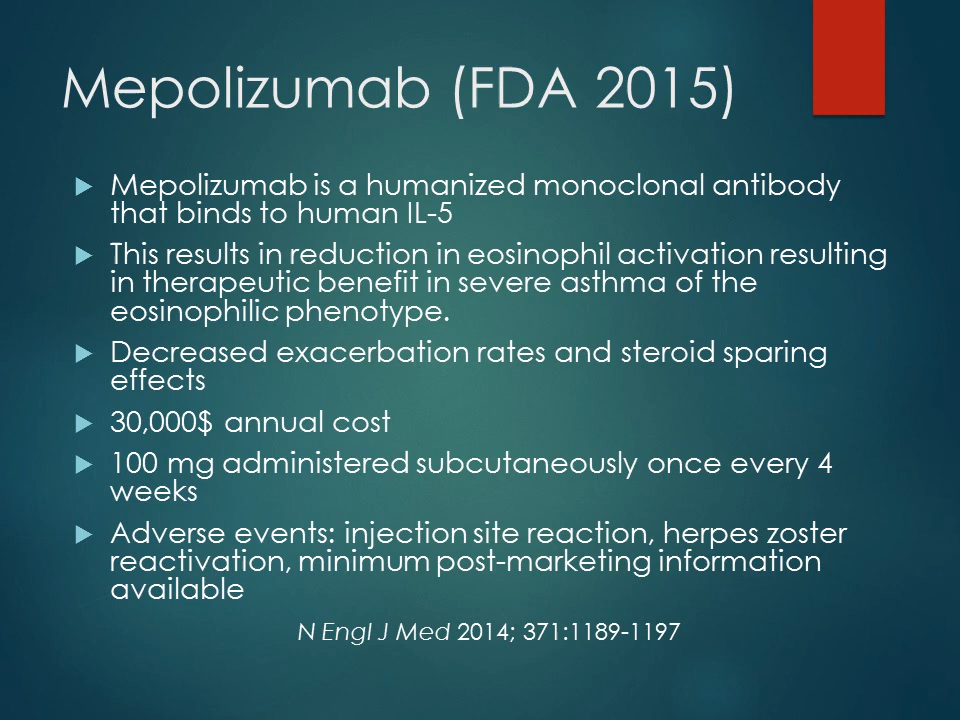 Mepolizumab (FDA 2015)
Mepolizumab is a humanized monoclonal antibody
that binds to human IL-5
This results in reduction in eosinophil activation resulting
in therapeutic benefit in severe asthma of the
eosinophilic phenotype.
Decreased exacerbation rates and steroid sparing
effects
30,000$ annual cost
100 mg administered subcutaneously once every 4
weeks
Adverse events: injection site reaction, herpes zoster
reactivation, minimum post-marketing information
available
N Engl J Med 2014; 371:1189-1197